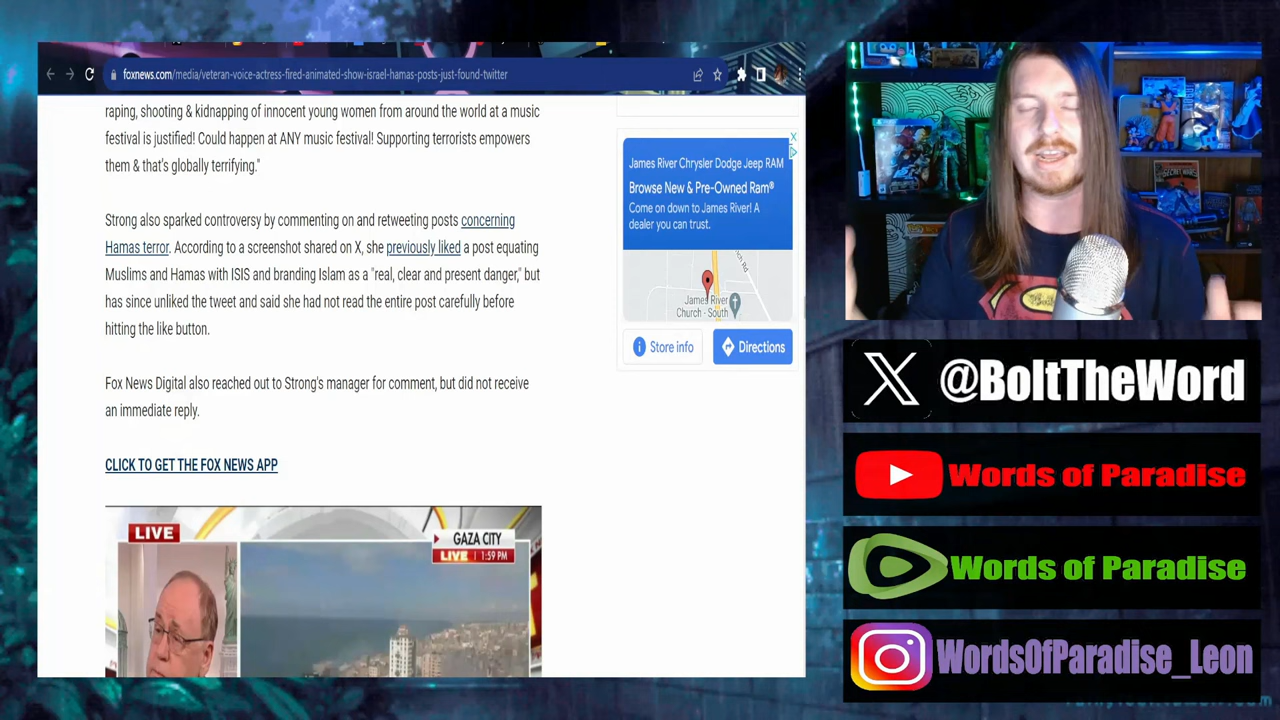 foxnews.com/media/veteran-voice-actress-fired-animated-show-israel-hamas-posts-just-found-twitter
raping, shooting & kidnapping of innocent young women from around the world at a music
festival is justified! Could happen at ANY music festival! Supporting terrorists empowers
them & that's globally terrifying."
Strong also sparked controversy by commenting on and retweeting posts concerning
Hamas terror. According to a screenshot shared on X, she previously liked a post equating
Muslims and Hamas with ISIS and branding Islam as a "real, clear and present danger," but
has since unliked the tweet and said she had not read the entire post carefully before
hitting the like button.
Fox News Digital also reached out to Strong's manager for comment, but did not receive
an immediate reply.
CLICK TO GET THE FOX NEWS APP
LIVE
GAZA CITY
LIVE 1:59 PM
James River Chrysler Dodge Jeep RAM
Browse New & Pre-Owned Ram®
Come on down to James River! A
dealer you can trust.
James River
Church - South
Store info
Directions
SECRET WARS
X @BoltTheWord
Words of Paradise
Words of Paradise
WordsOfParadise_Leon